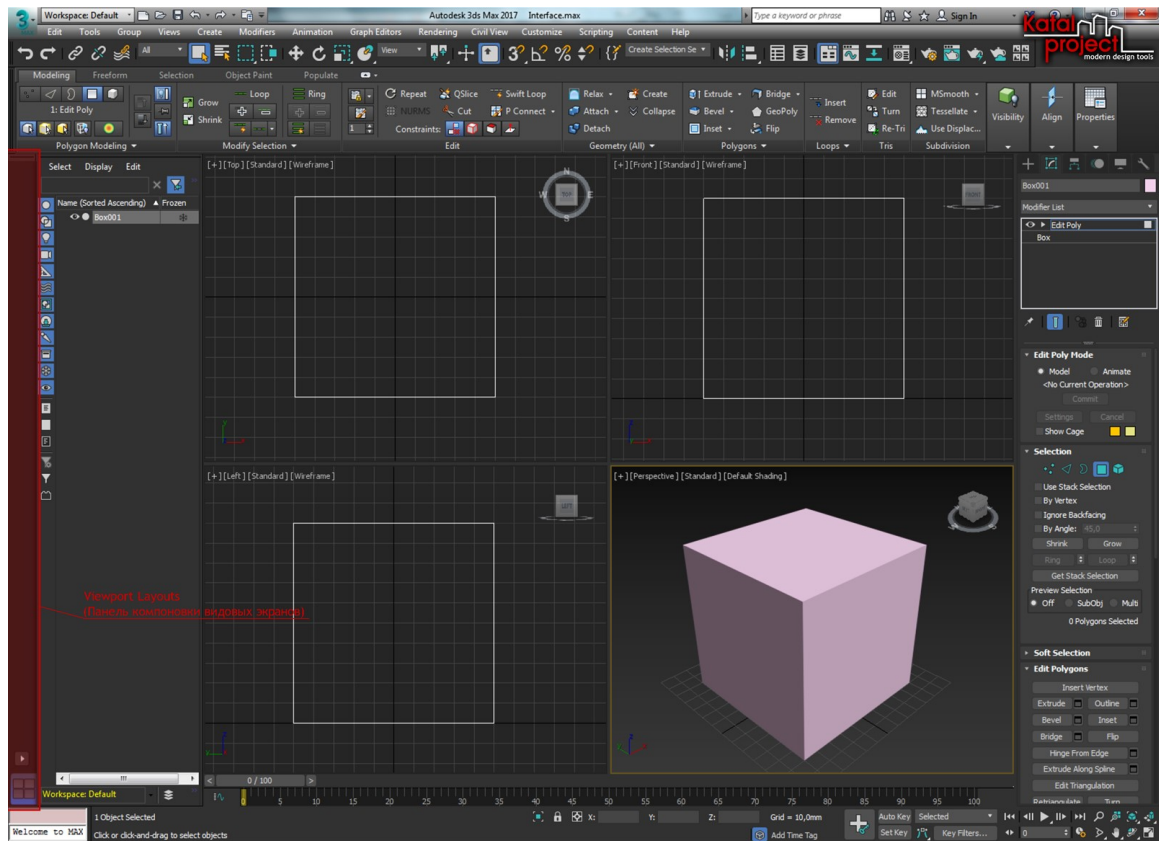 Workspace: Default
Autodesk 3ds Max 2017 Interface.max
Type a keyword or phrase
Sign In
Katal
project
modern design tools
Edit Tools Group Views Create Modifiers Animation Graph Editors Rendering Civil View Customize Scripting Content Help
All
View
Create Selection Se
Modeling Freeform Selection Object Paint Populate
1: Edit Poly
Grow
Shrink
Loop
Ring
Repeat QSlice Swift Loop
NURMS Cut P Connect
Constraints:
1
Relax Create
Attach Collapse
Detach
Extrude Bridge
Bevel GeoPoly
Inset Flip
Insert
Remove
Edit
Turn
Re-Tri
MSmooth
Tessellate
Use Displac...
Visibility
Align
Properties
Polygon Modeling Modify Selection Edit Geometry (All) Polygons Loops Tris Subdivision
Select Display Edit
Name (Sorted Ascending) Frozen
Box001
[+][Top][Standard][Wireframe]
N
W TOP E
S
[+][Front][Standard][Wireframe]
FRONT
[+][Left][Standard][Wireframe]
LEFT
[+][Perspective][Standard][Default Shading]
Viewport Layouts
(Панель компоновки видовых экранов)
Box001
Modifier List
Edit Poly
Box
Edit Poly Mode
Model Animate
<No Current Operation>
Commit
Settings Cancel
Show Cage
Selection
Use Stack Selection
By Vertex
Ignore Backfacing
By Angle: 45,0
Shrink Grow
Ring Loop
Get Stack Selection
Preview Selection
Off SubObj Multi
0 Polygons Selected
Soft Selection
Edit Polygons
Insert Vertex
Extrude Outline
Bevel Inset
Bridge Flip
Hinge From Edge
Extrude Along Spline
Edit Triangulation
Retriangulate Turn
< 0 / 100 >
Workspace: Default
0 5 10 15 20 25 30 35 40 45 50 55 60 65 70 75 80 85 90 95 100
1 Object Selected
X: Y: Z: Grid = 10,0mm
Auto Key Selected
Welcome to MAX
Click or click-and-drag to select objects
Add Time Tag
Set Key Key Filters...
0